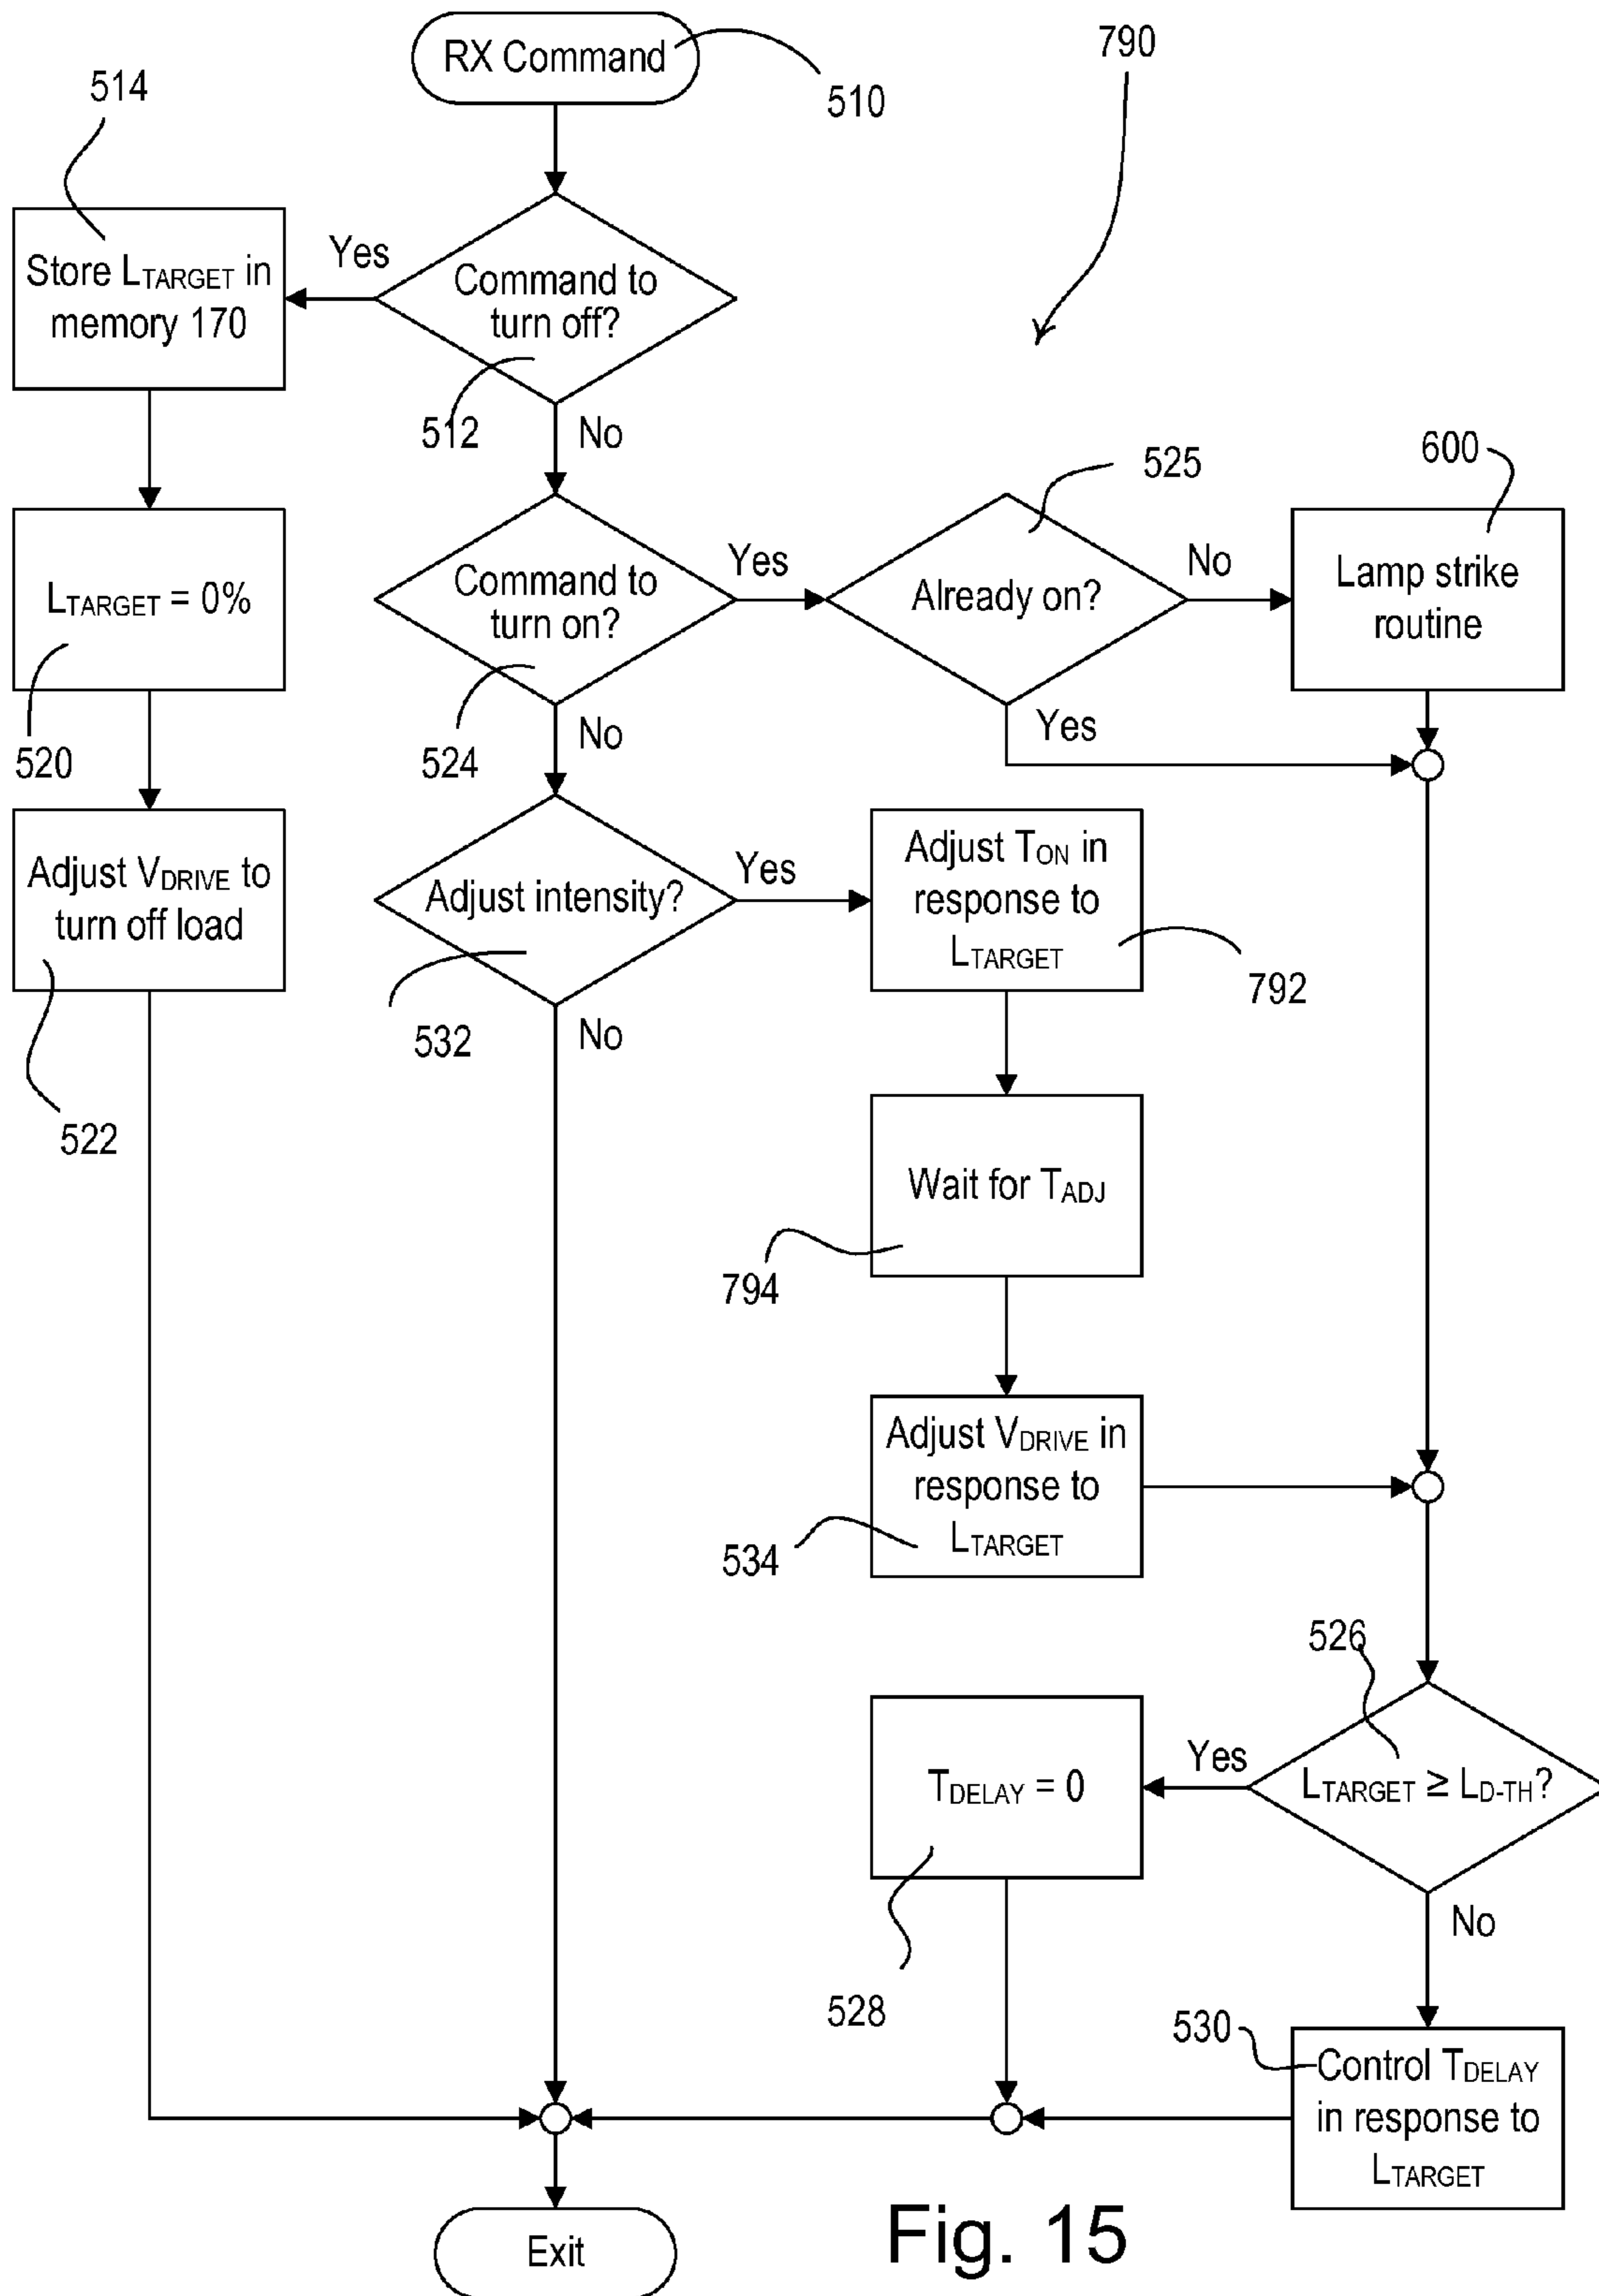 RX Command
510
790
514
Store LTARGET in
memory 170
Yes
Command to
turn off?
512
No
525
600
LTARGET = 0%
520
Command to
turn on?
Yes
524
No
Already on?
No
Yes
Lamp strike
routine
Adjust VDRIVE to
turn off load
522
Adjust intensity?
Yes
532
No
Adjust TON in
response to
LTARGET
792
Wait for TADJ
794
Adjust VDRIVE in
response to
LTARGET
534
526
LTARGET ≥ LD-TH?
Yes
No
TDELAY = 0
528
530
Control TDELAY
in response to
LTARGET
Exit
Fig. 15